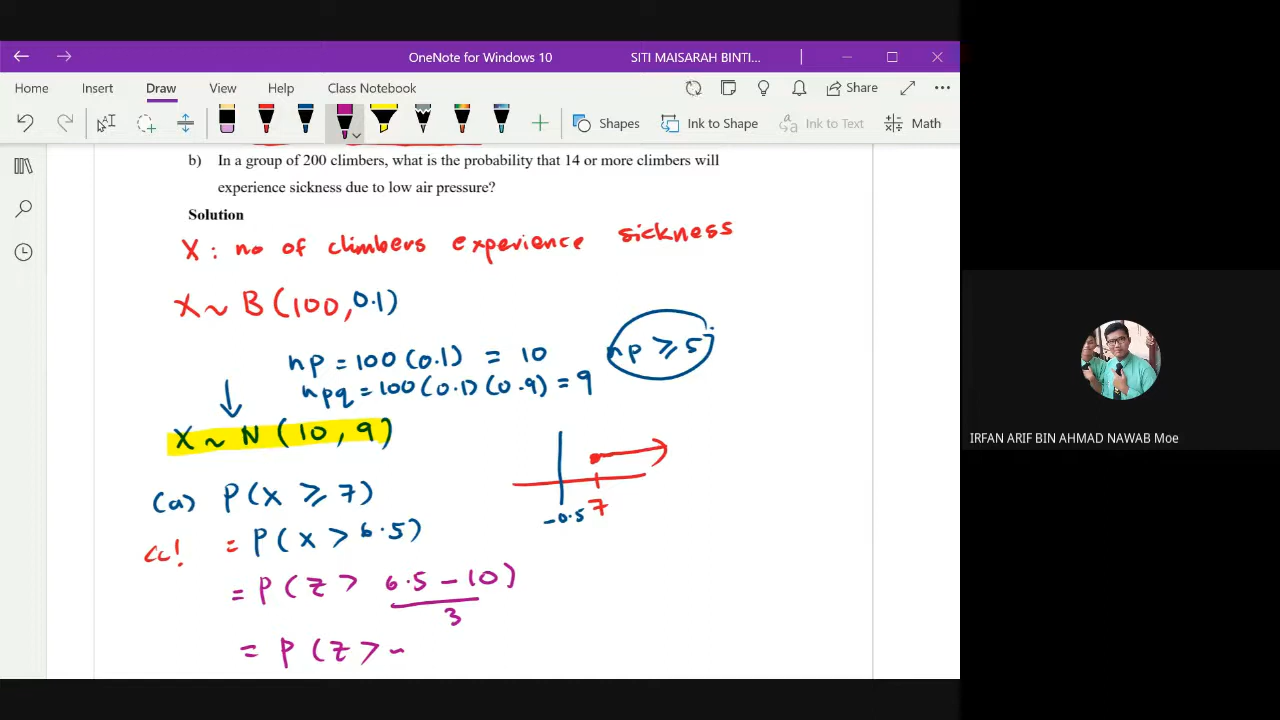 OneNote for Windows 10 SITI MAISARAH BINTI...
Home Insert Draw View Help Class Notebook Share
Shapes Ink to Shape Ink to Text Math
b) In a group of 200 climbers, what is the probability that 14 or more climbers will
experience sickness due to low air pressure?
Solution
X : no of climbers experience sickness
X ~ B (100, 0.1)
np = 100 (0.1) = 10 np ≥ 5
npq = 100 (0.1) (0.9) = 9
X ~ N (10, 9)
(a) P(X ≥ 7)
-0.5 7
cc! = P(X > 6.5)
= P(Z > 6.5 - 10)
3
= P(Z > -
IRFAN ARIF BIN AHMAD NAWAB Moe